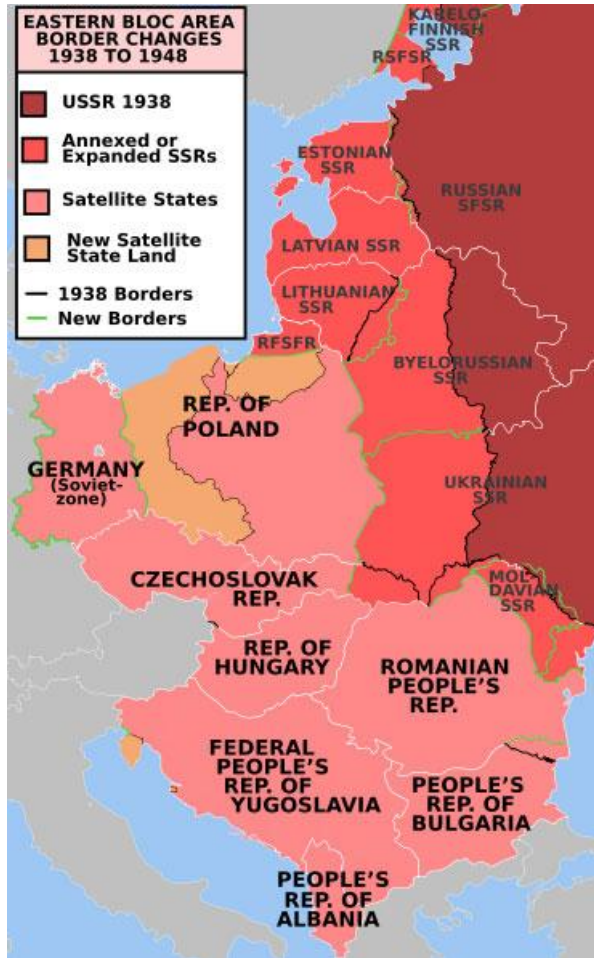 EASTERN BLOC AREA
BORDER CHANGES
1938 TO 1948
USSR 1938
Annexed or
Expanded SSRs
Satellite States
New Satellite
State Land
1938 Borders
New Borders
KARELO-
FINNISH
SSR
RSFSR
ESTONIAN
SSR
RUSSIAN
SFSR
LATVIAN SSR
LITHUANIAN
SSR
RFSFR
BYELORUSSIAN
SSR
REP. OF
POLAND
GERMANY
(Soviet-
zone)
UKRAINIAN
SSR
CZECHOSLOVAK
REP.
MOL-
DAVIAN
SSR
REP. OF
HUNGARY
ROMANIAN
PEOPLE'S
REP.
FEDERAL
PEOPLE'S
REP. OF
YUGOSLAVIA
PEOPLE'S
REP. OF
BULGARIA
PEOPLE'S
REP. OF
ALBANIA